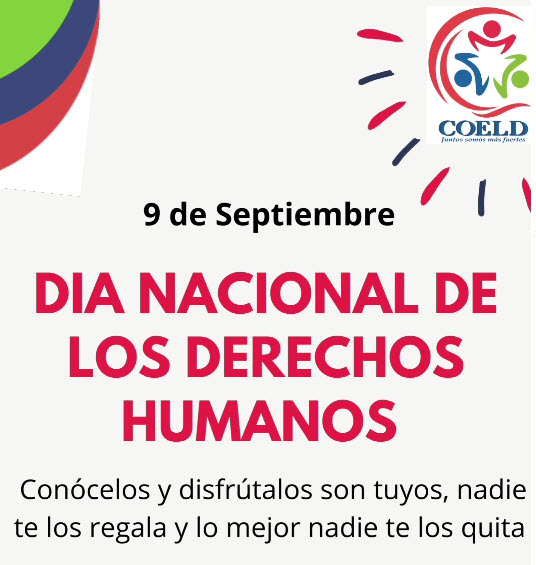 COELD
Juntos somos más fuertes
9 de Septiembre
DIA NACIONAL DE
LOS DERECHOS
HUMANOS
Conócelos y disfrútalos son tuyos, nadie
te los regala y lo mejor nadie te los quita